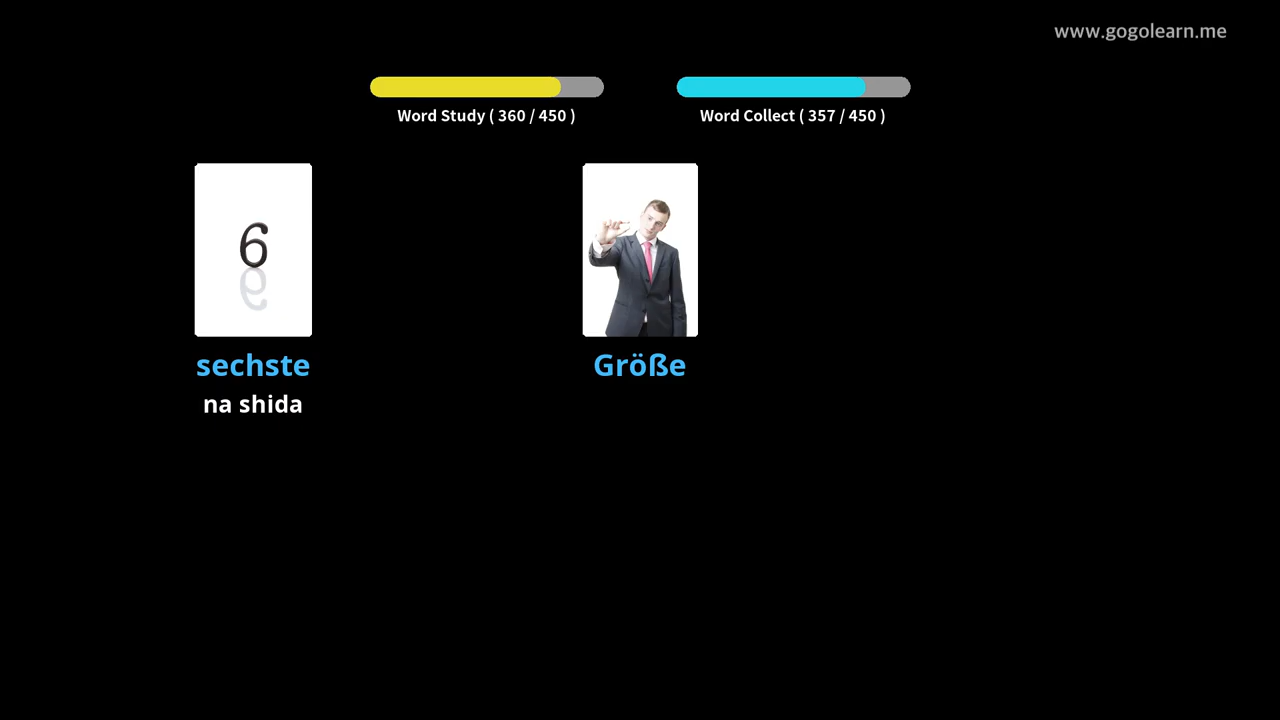 www.gogolearn.me
Word Study ( 360 / 450 )
Word Collect ( 357 / 450 )
6
sechste
na shida
Größe